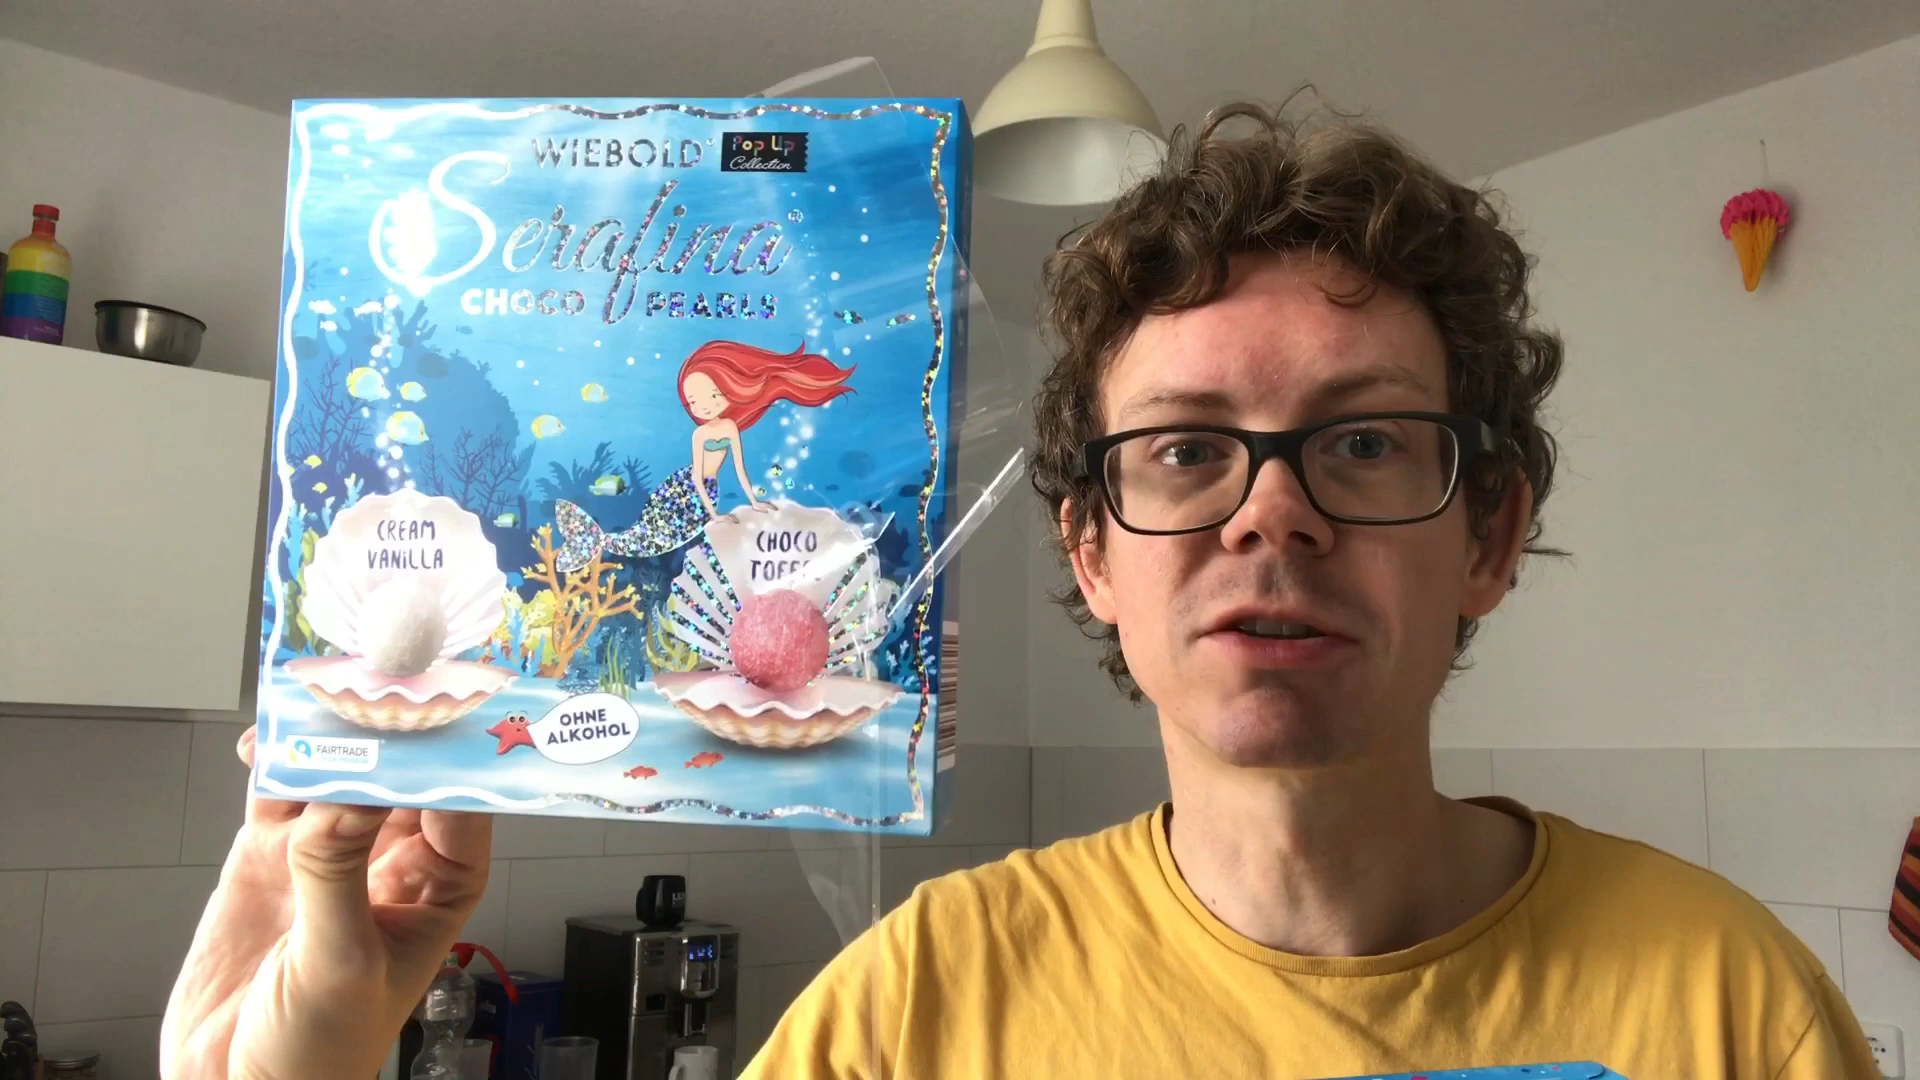 WIEBOLD®
Pop Up
Collection
Serafina®
CHOCO PEARLS
CREAM
VANILLA
CHOCO
OHNE
ALKOHOL
FAIRTRADE